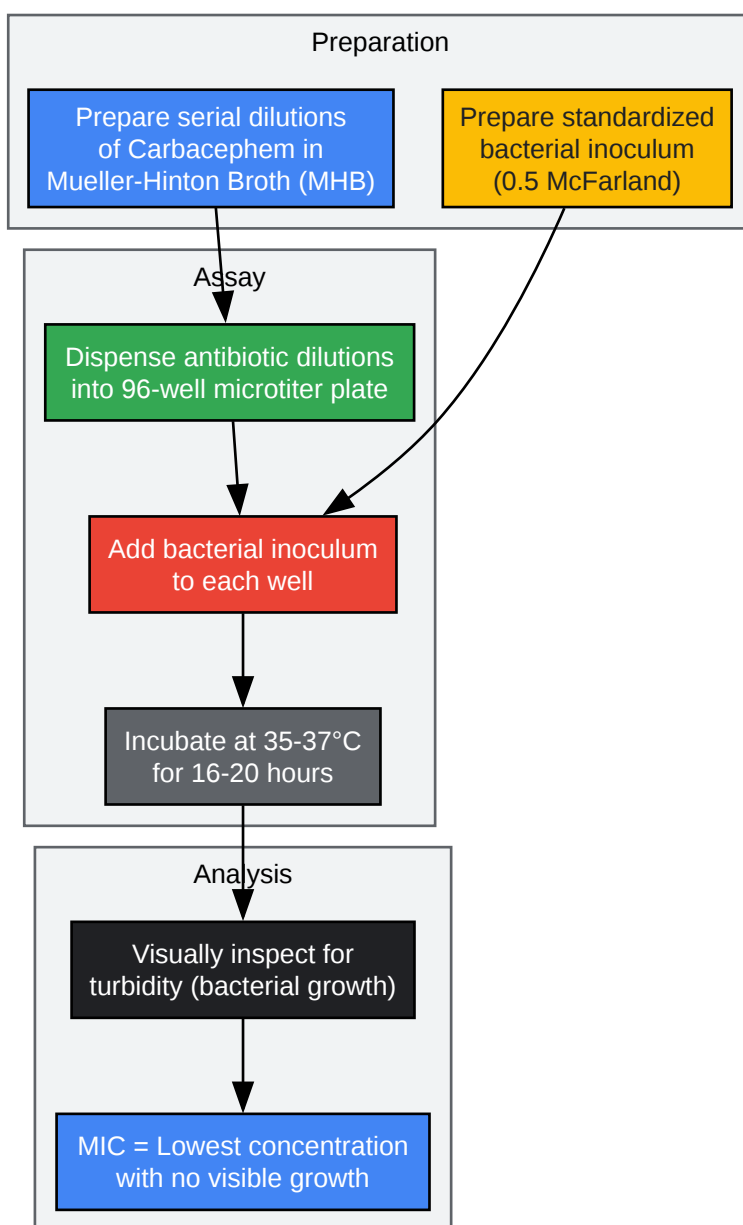 Preparation
Prepare serial dilutions
of Carbacephem in
Mueller-Hinton Broth (MHB)
Prepare standardized
bacterial inoculum
(0.5 McFarland)
Assay
Dispense antibiotic dilutions
into 96-well microtiter plate
Add bacterial inoculum
to each well
Incubate at 35-37°C
for 16-20 hours
Analysis
Visually inspect for
turbidity (bacterial growth)
MIC = Lowest concentration
with no visible growth